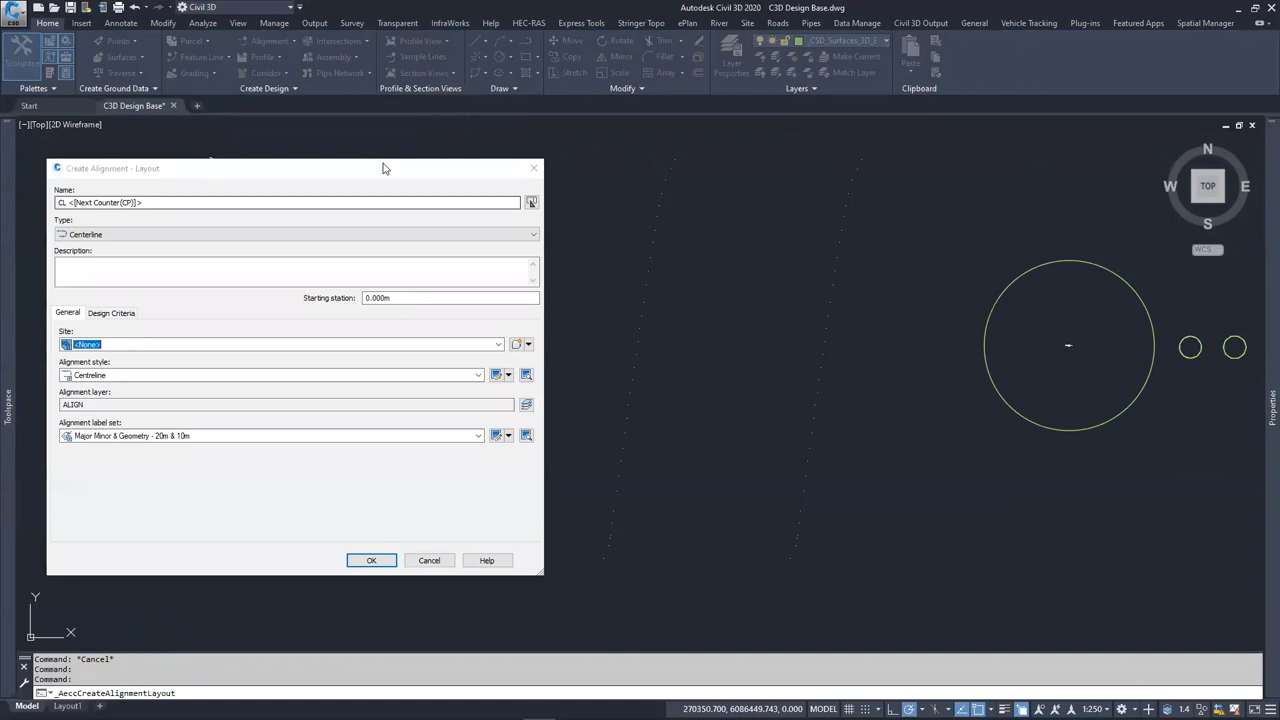 C3D
Civil 3D
Autodesk Civil 3D 2020 C3D Design Base.dwg
Home Insert Annotate Modify Analyze View Manage Output Survey Transparent InfraWorks Help HEC-RAS Express Tools Stringer Topo ePlan River Site Roads Pipes Data Manage Civil 3D Output General Vehicle Tracking Plug-ins Featured Apps Spatial Manager
Toolspace
Points
Surfaces
Traverse
Parcel
Feature Line
Grading
Alignment
Profile
Corridor
Intersections
Assembly
Pipe Network
Profile View
Sample Lines
Section Views
Move
Copy
Stretch
Rotate
Mirror
Scale
Trim
Fillet
Array
Layer
Properties
_CSD_Surfaces_TD_E
Make Current
Match Layer
Paste
Palettes Create Ground Data Create Design Profile & Section Views Draw Modify Layers Clipboard
Start C3D Design Base*
[−][Top][2D Wireframe]
Create Alignment - Layout
Name:
CL <[Next Counter(CP)]>
Type:
Centerline
Description:
Starting station: 0.000m
General Design Criteria
Site:
<None>
Alignment style:
Centreline
Alignment layer:
ALIGN
Alignment label set:
Major Minor & Geometry - 20m & 10m
OK Cancel Help
N
W TOP E
S
WCS
Toolspace
Properties
Y
X
Command: *Cancel*
Command:
Command:
_AeccCreateAlignmentLayout
Model Layout1
270350.700, 6086449.743, 0.000 MODEL 1:250 1.4